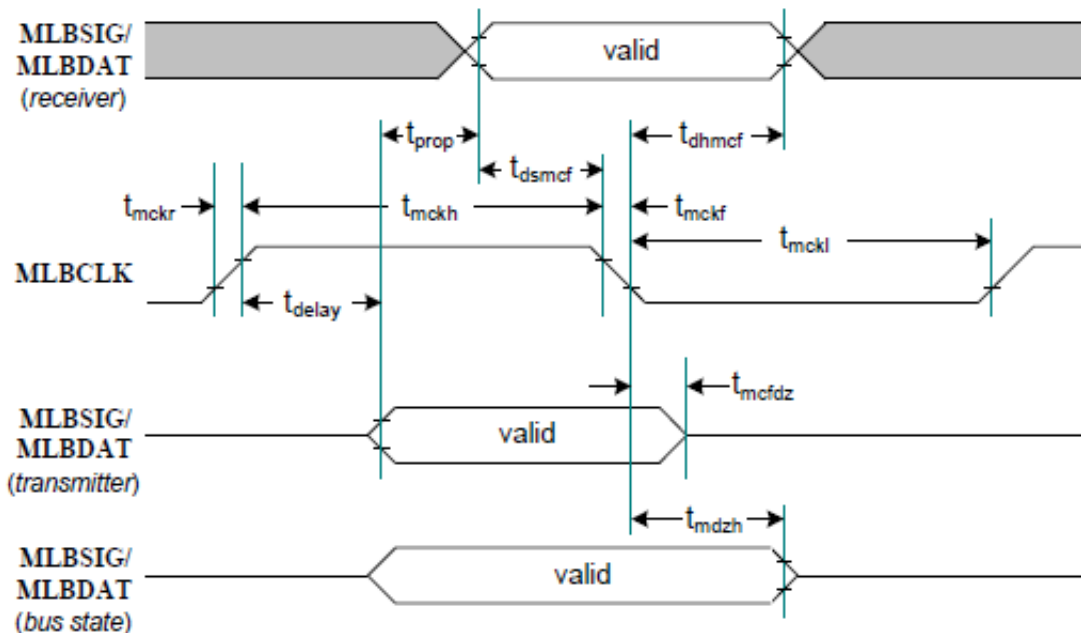 MLBSIG/
MLBDAT
(receiver)
valid
tprop
tdhmcf
tdsmcf
tmckr
tmckh
tmckf
tmckl
MLBCLK
tdelay
tmcfdz
MLBSIG/
MLBDAT
(transmitter)
valid
tmdzh
MLBSIG/
MLBDAT
(bus state)
valid